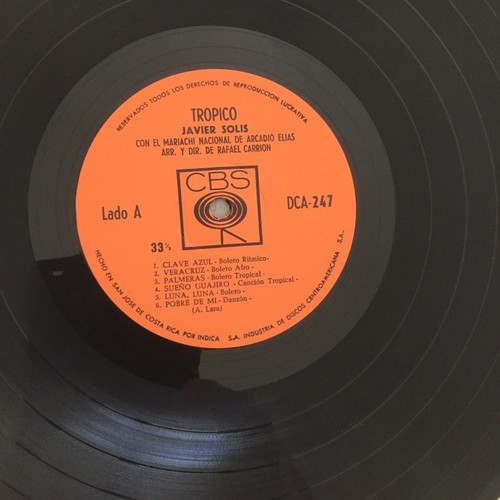 RESERVADOS TODOS LOS DERECHOS DE REPRODUCCION LUCRATIVA
TROPICO
JAVIER SOLIS
CON EL MARIACHI NACIONAL DE ARCADIO ELIAS
ARR. Y DIR. DE RAFAEL CARRION
CBS
Lado A
DCA-247
33⅓
1. CLAVE AZUL - Bolero Rítmico-
2. VERACRUZ - Bolero Afro -
3. PALMERAS - Bolero Tropical -
4. SUEÑO GUAJIRO - Canción Tropical -
5. LUNA, LUNA - Bolero -
6. POBRE DE MI - Danzón -
(A. Lara)
HECHO EN SAN JOSE DE COSTA RICA POR INDICA S.A. INDUSTRIA DE DISCOS CENTROAMERICANA S.A.